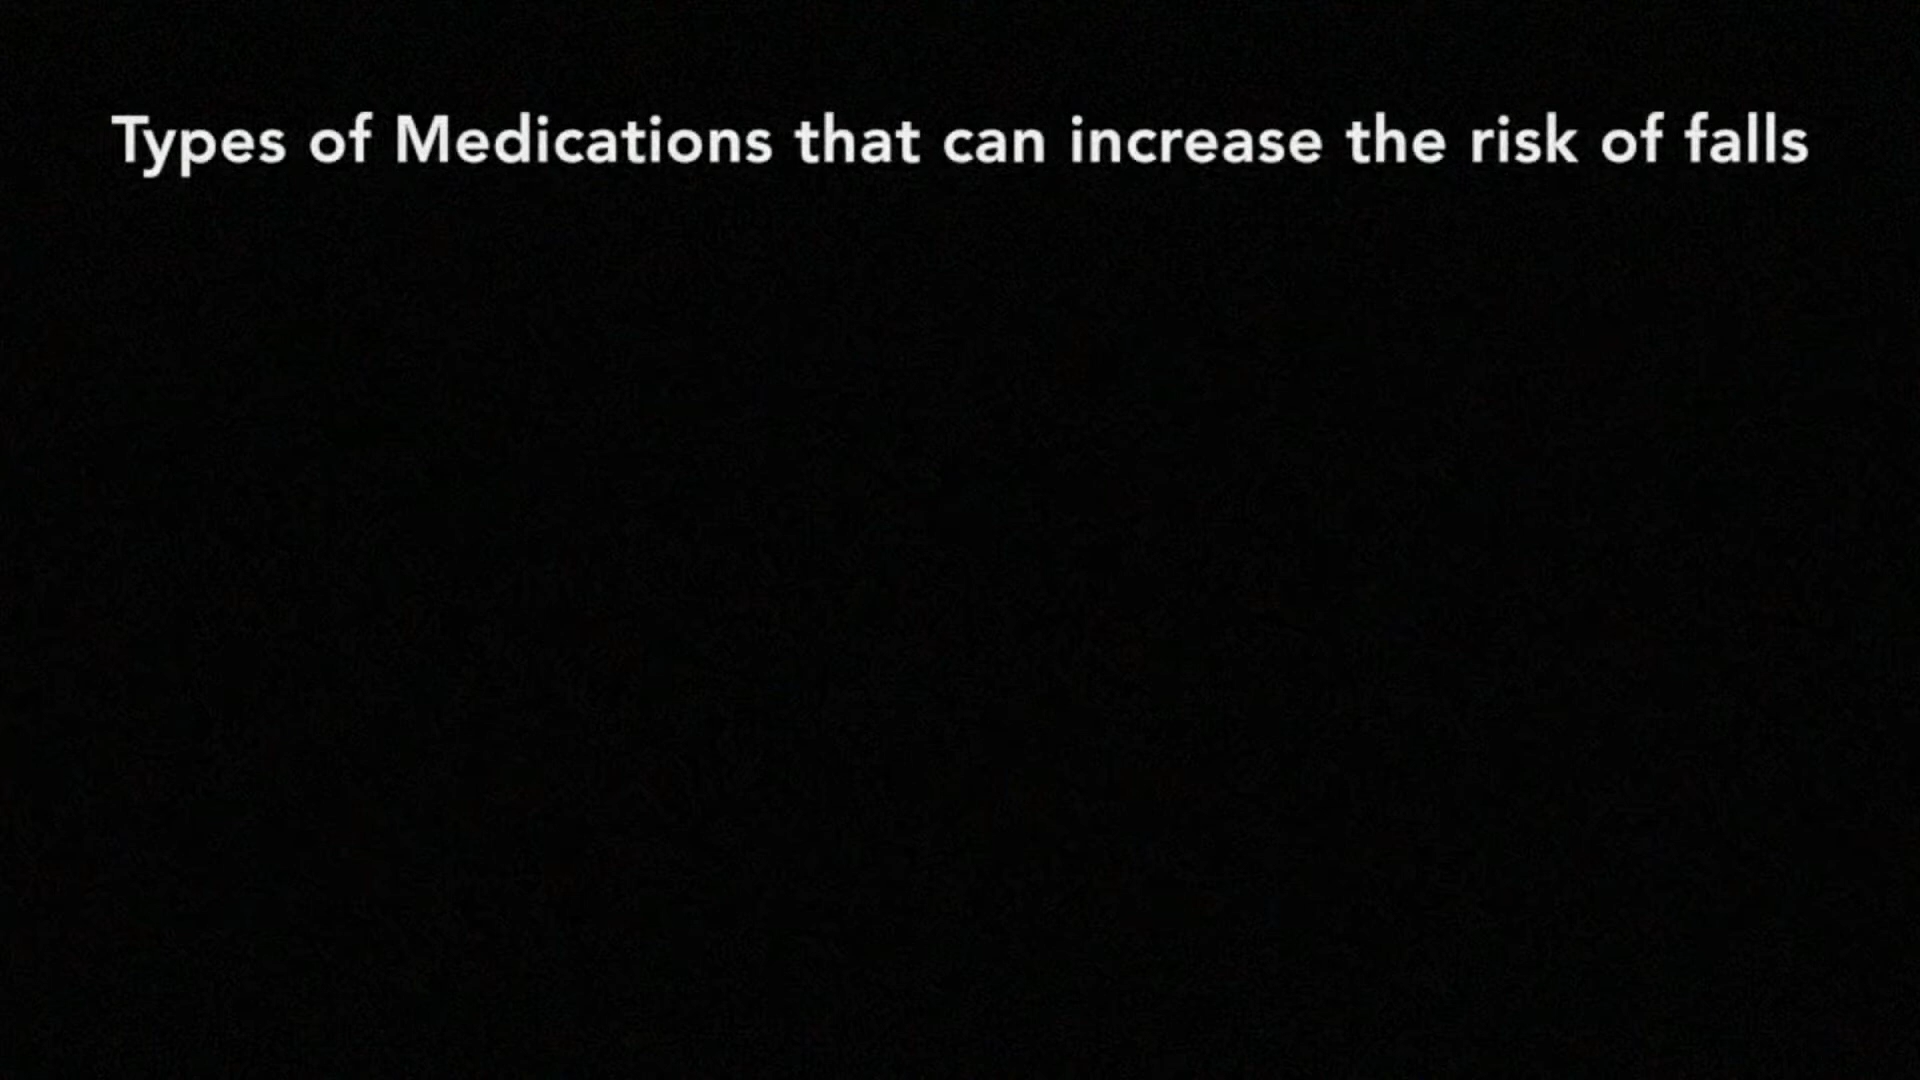 Types of Medications that can increase the risk of falls